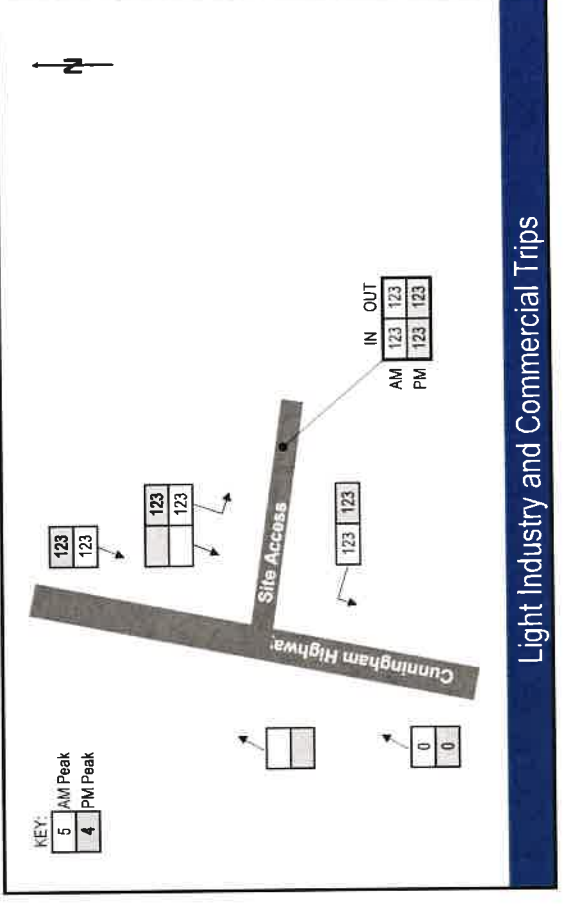 N
KEY:
5 AM Peak
4 PM Peak
123
123
123
123
Site Access
Cunningham Highwa
123 123
IN OUT
AM 123 123
PM 123 123
0
0
Light Industry and Commercial Trips